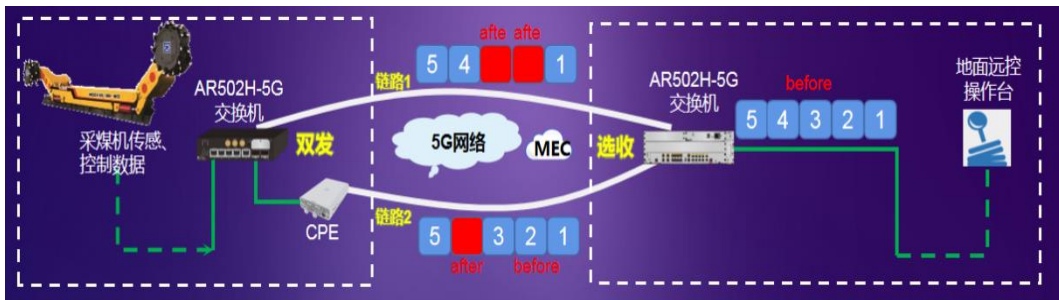 采煤机传感、
控制数据
AR502H-5G
交换机
双发
CPE
链路1
afte afte
5 4 1
5G网络
MEC
链路2
5 3 2 1
after before
选收
AR502H-5G
交换机
before
5 4 3 2 1
地面远控
操作台